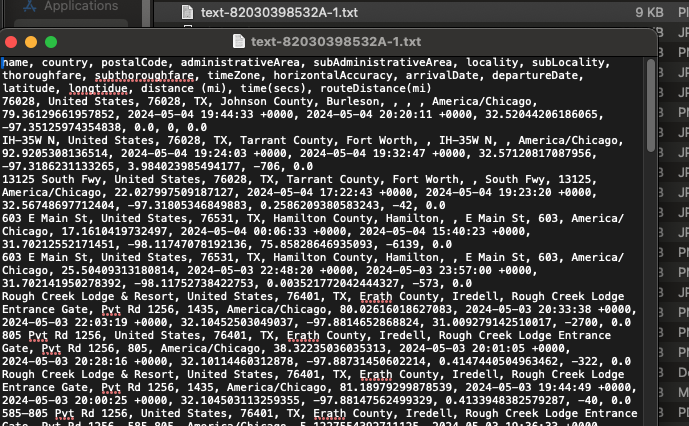 Applications
text-82030398532A-1.txt
9 KB
text-82030398532A-1.txt
name, country, postalCode, administrativeArea, subAdministrativeArea, locality, subLocality,
thoroughfare, subthoroughfare, timeZone, horizontalAccuracy, arrivalDate, departureDate,
latitude, longtidue, distance (mi), time(secs), routeDistance(mi)
76028, United States, 76028, TX, Johnson County, Burleson, , , , America/Chicago,
79.36129661957852, 2024-05-04 19:44:33 +0000, 2024-05-04 20:20:11 +0000, 32.52044206186065,
-97.35125974354838, 0.0, 0, 0.0
IH-35W N, United States, 76028, TX, Tarrant County, Fort Worth, , IH-35W N, , America/Chicago,
92.9205308136514, 2024-05-04 19:24:03 +0000, 2024-05-04 19:32:47 +0000, 32.57120817087956,
-97.3186231133265, 3.984023985494177, -706, 0.0
13125 South Fwy, United States, 76028, TX, Tarrant County, Fort Worth, , South Fwy, 13125,
America/Chicago, 22.027997509187127, 2024-05-04 17:22:43 +0000, 2024-05-04 19:23:20 +0000,
32.56748697712404, -97.31805346849883, 0.2586209380583243, -42, 0.0
603 E Main St, United States, 76531, TX, Hamilton County, Hamilton, , E Main St, 603, America/
Chicago, 17.1610419732497, 2024-05-04 00:06:33 +0000, 2024-05-04 15:40:23 +0000,
31.70212552171451, -98.11747078192136, 75.85828646935093, -6139, 0.0
603 E Main St, United States, 76531, TX, Hamilton County, Hamilton, , E Main St, 603, America/
Chicago, 25.50409313180814, 2024-05-03 22:48:20 +0000, 2024-05-03 23:57:00 +0000,
31.702141950278392, -98.11752738422753, 0.003521772042444327, -573, 0.0
Rough Creek Lodge & Resort, United States, 76401, TX, Erath County, Iredell, Rough Creek Lodge
Entrance Gate, Pvt Rd 1256, 1435, America/Chicago, 80.02616018627083, 2024-05-03 20:33:38 +0000,
2024-05-03 22:03:19 +0000, 32.10452503049037, -97.8814652868824, 31.009279142510017, -2700, 0.0
805 Pvt Rd 1256, United States, 76401, TX, Erath County, Iredell, Rough Creek Lodge Entrance
Gate, Pvt Rd 1256, 805, America/Chicago, 38.32335036035313, 2024-05-03 20:01:05 +0000,
2024-05-03 20:28:16 +0000, 32.10114460312878, -97.88731450602214, 0.4147440504963462, -322, 0.0
Rough Creek Lodge & Resort, United States, 76401, TX, Erath County, Iredell, Rough Creek Lodge
Entrance Gate, Pvt Rd 1256, 1435, America/Chicago, 81.18979299878539, 2024-05-03 19:44:49 +0000,
2024-05-03 20:00:25 +0000, 32.104503113259355, -97.88147562499329, 0.4133948382579287, -40, 0.0
585-805 Pvt Rd 1256, United States, 76401, TX, Erath County, Iredell, Rough Creek Lodge Entrance